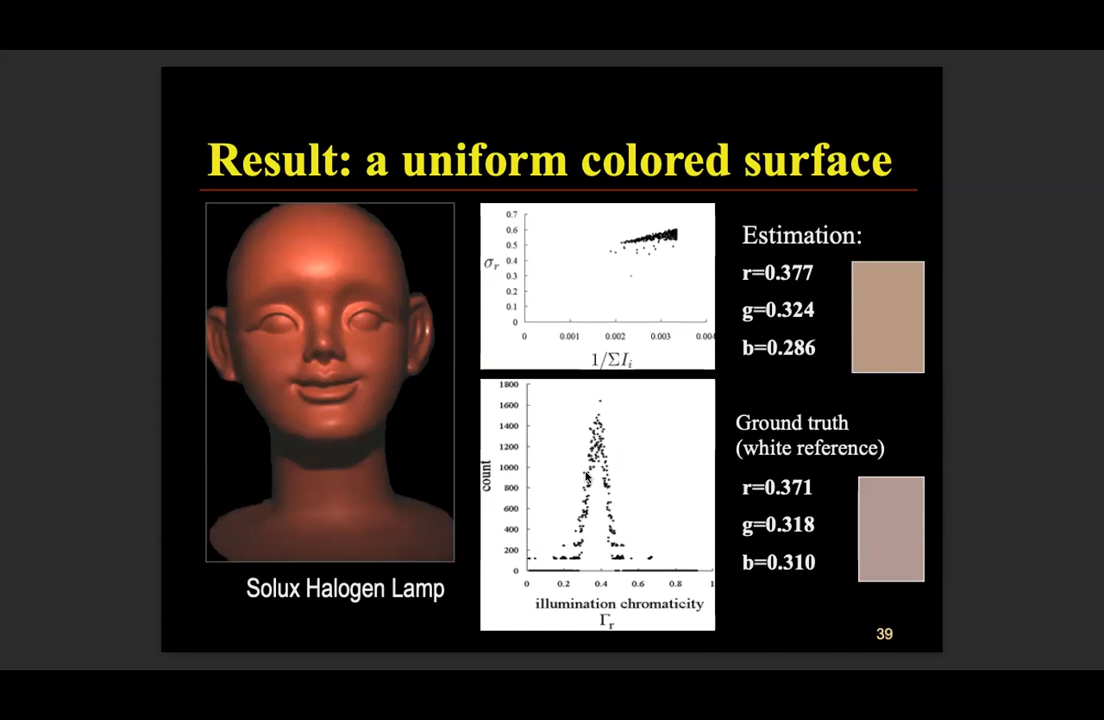 Result: a uniform colored surface
0.7
0.6
0.5
0.4
0.3
0.2
0.1
0
σr
0 0.001 0.002 0.003 0.004
1/ΣIi
Estimation:
r=0.377
g=0.324
b=0.286
1800
1600
1400
1200
1000
800
600
400
200
0
count
0 0.2 0.4 0.6 0.8 1
illumination chromaticity
Γr
Ground truth
(white reference)
r=0.371
g=0.318
b=0.310
Solux Halogen Lamp
39